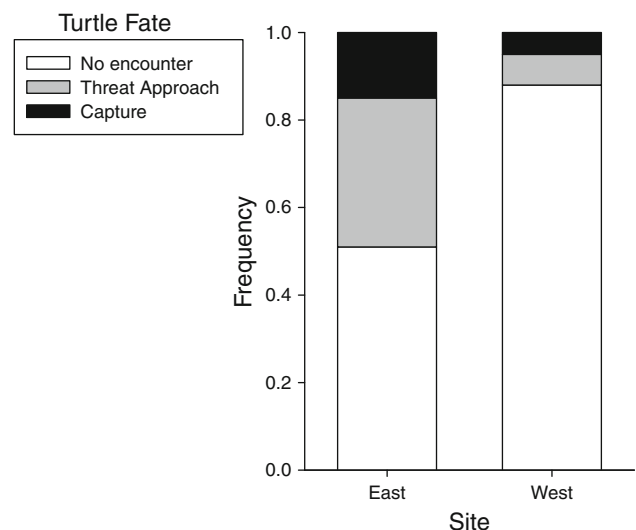 Turtle Fate
No encounter
Threat Approach
Capture
1.0
0.8
0.6
0.4
0.2
0.0
Frequency
East West
Site